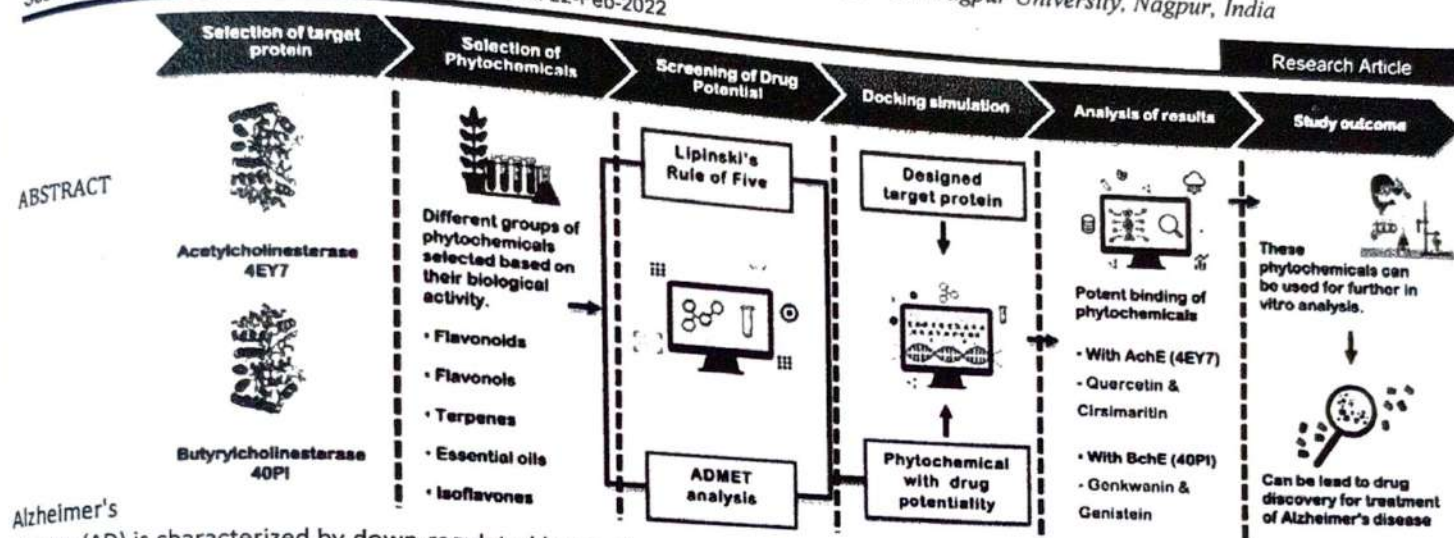 22-Feb-2022
University, Nagpur, India
Research Article
ABSTRACT
Selection of target
protein
Acetylcholinesterase
4EY7
Butyrylcholinesterase
4OPI
Selection of
Phytochemicals
Different groups of
phytochemicals
selected based on
their biological
activity.
• Flavonoids
• Flavonols
• Terpenes
• Essential oils
• Isoflavones
Screening of Drug
Potential
Lipinski's
Rule of Five
ADMET
analysis
Docking simulation
Designed
target protein
Phytochemical
with drug
potentiality
Analysis of results
Potent binding of
phytochemicals
• With AchE (4EY7)
- Quercetin &
Cirsimaritin
• With BchE (4OPI)
- Genkwanin &
Genistein
Study outcome
These
phytochemicals can
be used for further in
vitro analysis.
Can be lead to drug
discovery for treatment
of Alzheimer's disease
Alzheimer's
(AD) is characterized by down-regulated